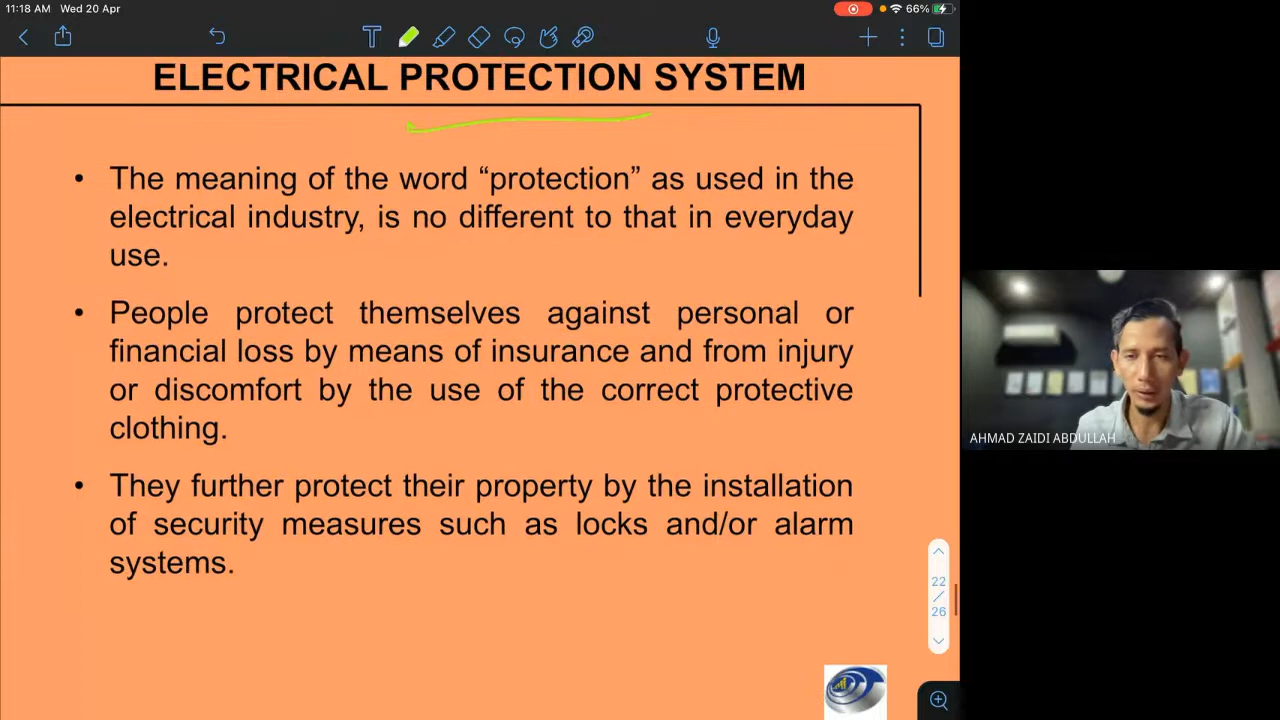 11:18 AM Wed 20 Apr
66%
ELECTRICAL PROTECTION SYSTEM
• The meaning of the word “protection” as used in the
electrical industry, is no different to that in everyday
use.
• People protect themselves against personal or
financial loss by means of insurance and from injury
or discomfort by the use of the correct protective
clothing.
• They further protect their property by the installation
of security measures such as locks and/or alarm
systems.
22
/
26
AHMAD ZAIDI ABDULLAH